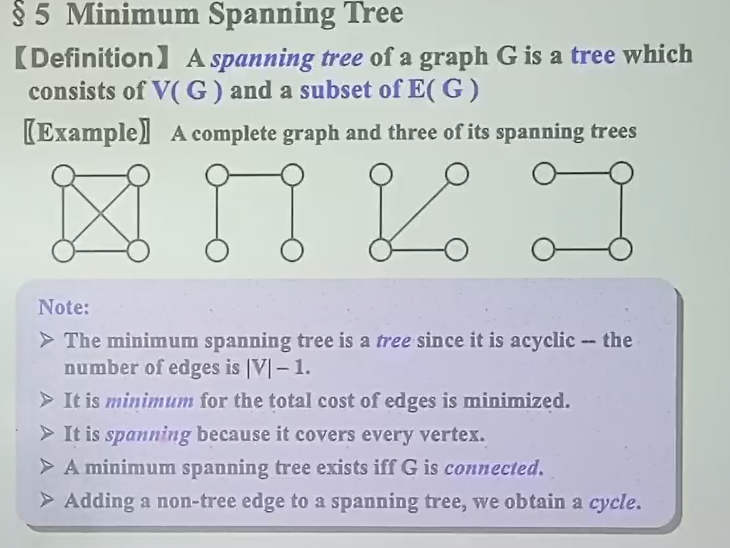 § 5 Minimum Spanning Tree
【Definition】 A spanning tree of a graph G is a tree which
consists of V( G ) and a subset of E( G )
〖Example〗 A complete graph and three of its spanning trees
Note:
➢ The minimum spanning tree is a tree since it is acyclic -- the
number of edges is |V| – 1.
➢ It is minimum for the total cost of edges is minimized.
➢ It is spanning because it covers every vertex.
➢ A minimum spanning tree exists iff G is connected.
➢ Adding a non-tree edge to a spanning tree, we obtain a cycle.